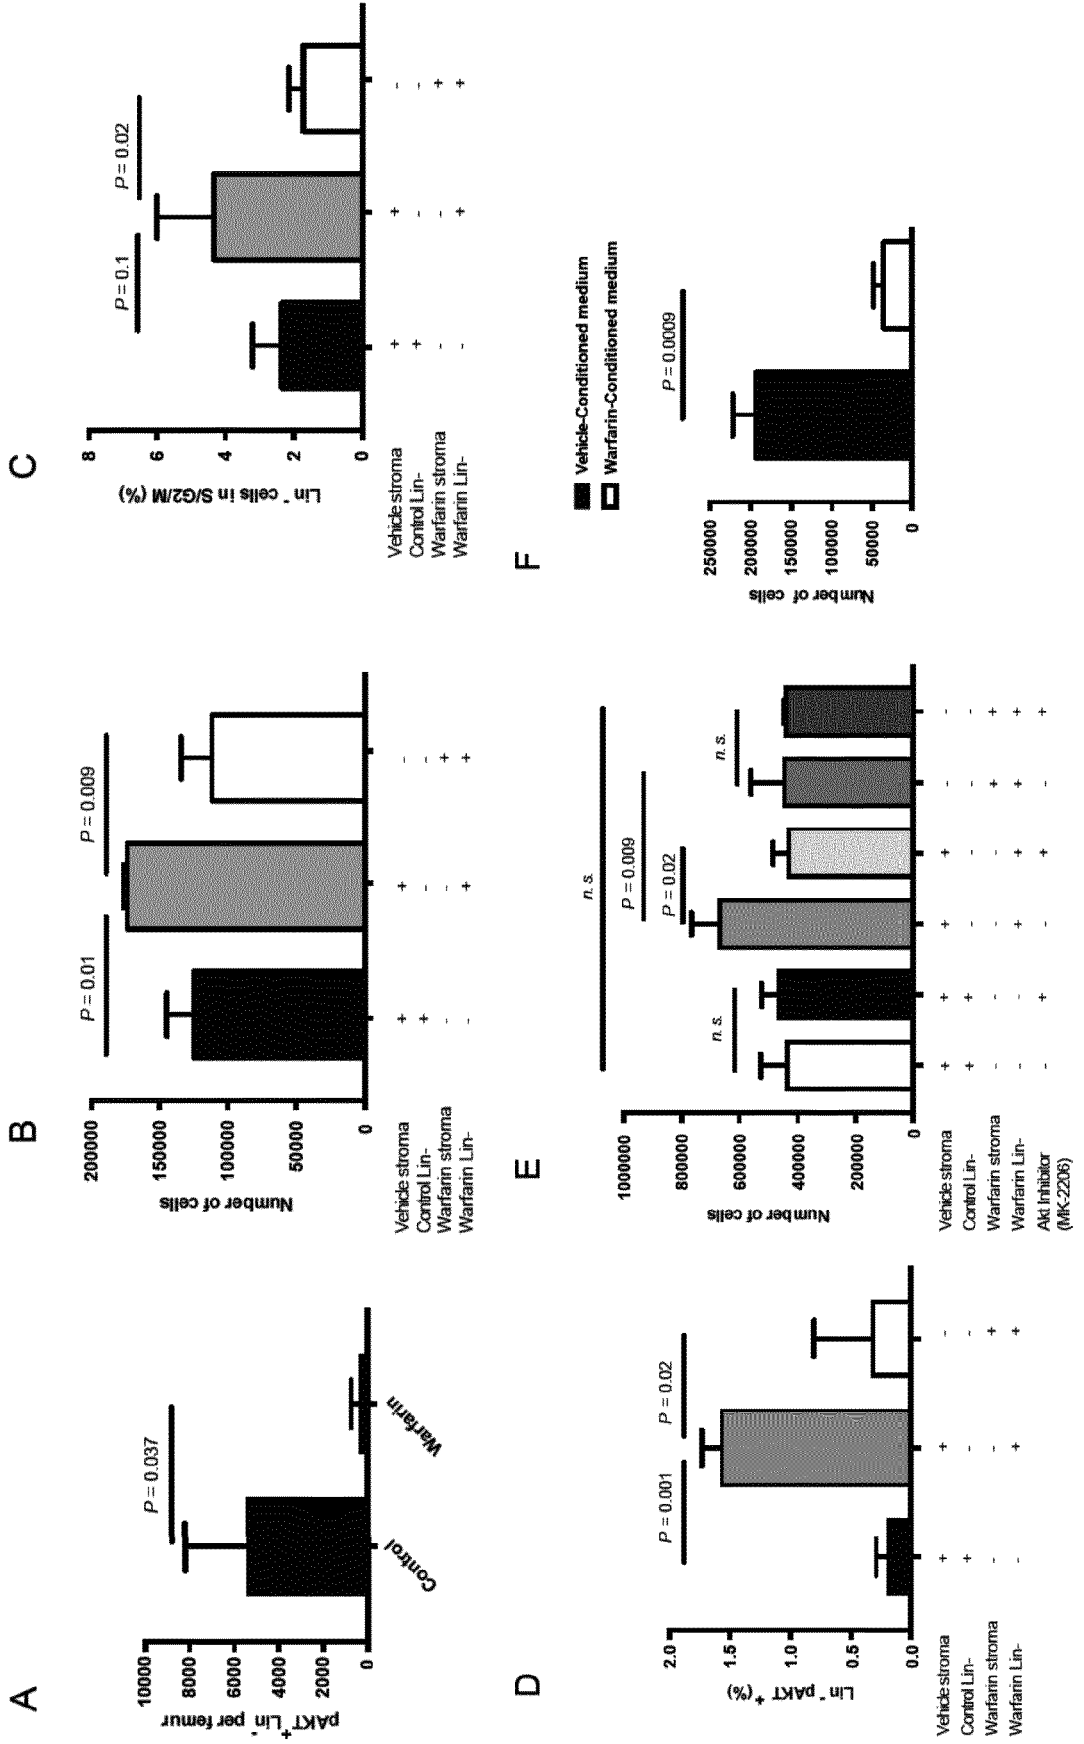 A
pAKT+Lin- per femur
10000
8000
6000
4000
2000
0
P = 0.037
Control
Warfarin
B
Number of cells
200000
150000
100000
50000
0
P = 0.01
P = 0.009
Vehicle stroma + + -
Control Lin- + - -
Warfarin stroma - - +
Warfarin Lin- - + +
C
Lin- cells in S/G2/M (%)
8
6
4
2
0
P = 0.1
P = 0.02
Vehicle stroma + + -
Control Lin- + - -
Warfarin stroma - - +
Warfarin Lin- - + +
D
Lin- pAKT+ (%)
2.0
1.5
1.0
0.5
0.0
P = 0.001
P = 0.02
Vehicle stroma + + -
Control Lin- + - -
Warfarin stroma - - +
Warfarin Lin- - + +
E
Number of cells
1000000
800000
600000
400000
200000
0
n. s.
P = 0.009
P = 0.02
n. s.
n. s.
Vehicle stroma + + + + - -
Control Lin- + + - - - -
Warfarin stroma - - - - + +
Warfarin Lin- - - + + + +
Akt Inhibitor - + - + - +
(MK-2206)
F
Vehicle-Conditioned medium
Warfarin-Conditioned medium
Number of cells
250000
200000
150000
100000
50000
0
P = 0.0009